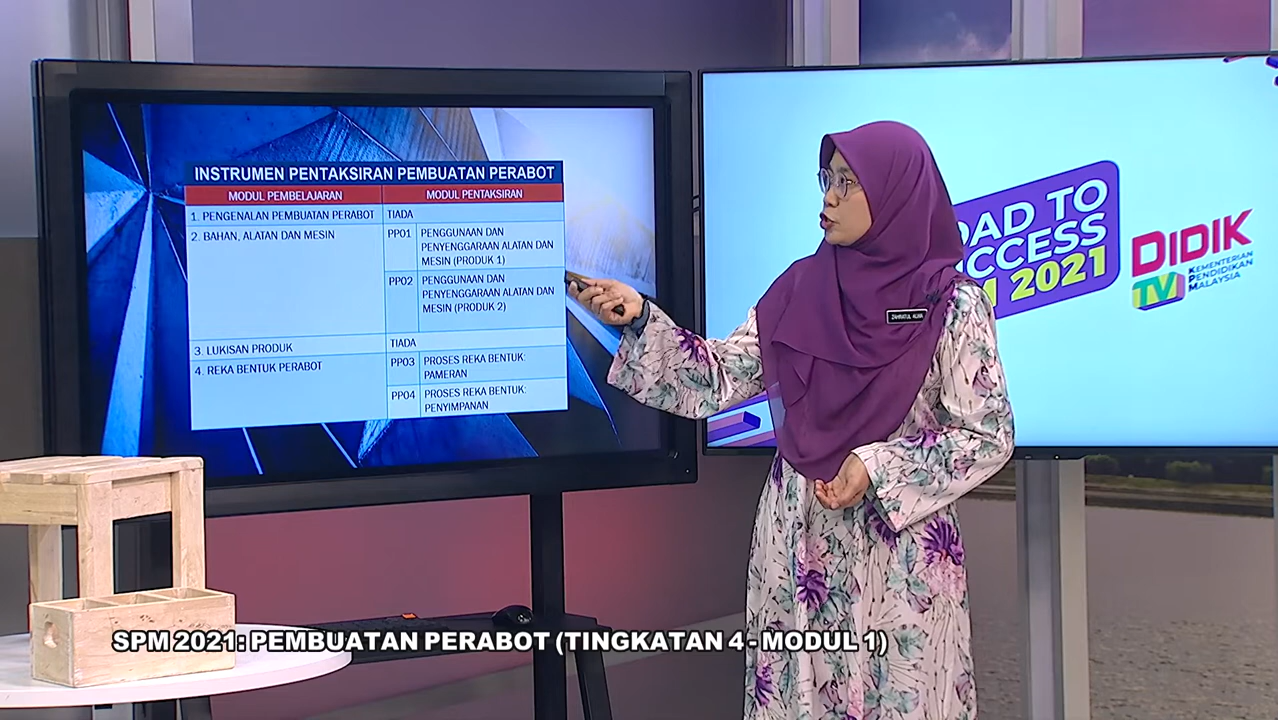 INSTRUMEN PENTAKSIRAN PEMBUATAN PERABOT
MODUL PEMBELAJARAN
MODUL PENTAKSIRAN
1. PENGENALAN PEMBUATAN PERABOT
TIADA
2. BAHAN, ALATAN DAN MESIN
PP01
PENGGUNAAN DAN
PENYENGGARAAN ALATAN DAN
MESIN (PRODUK 1)
PP02
PENGGUNAAN DAN
PENYENGGARAAN ALATAN DAN
MESIN (PRODUK 2)
3. LUKISAN PRODUK
TIADA
4. REKA BENTUK PERABOT
PP03
PROSES REKA BENTUK:
PAMERAN
PP04
PROSES REKA BENTUK:
PENYIMPANAN
OAD TO
CCESS
M 2021
DIDIK
TV
KEMENTERIAN
PENDIDIKAN
MALAYSIA
SPM 2021: PEMBUATAN PERABOT (TINGKATAN 4 - MODUL 1)